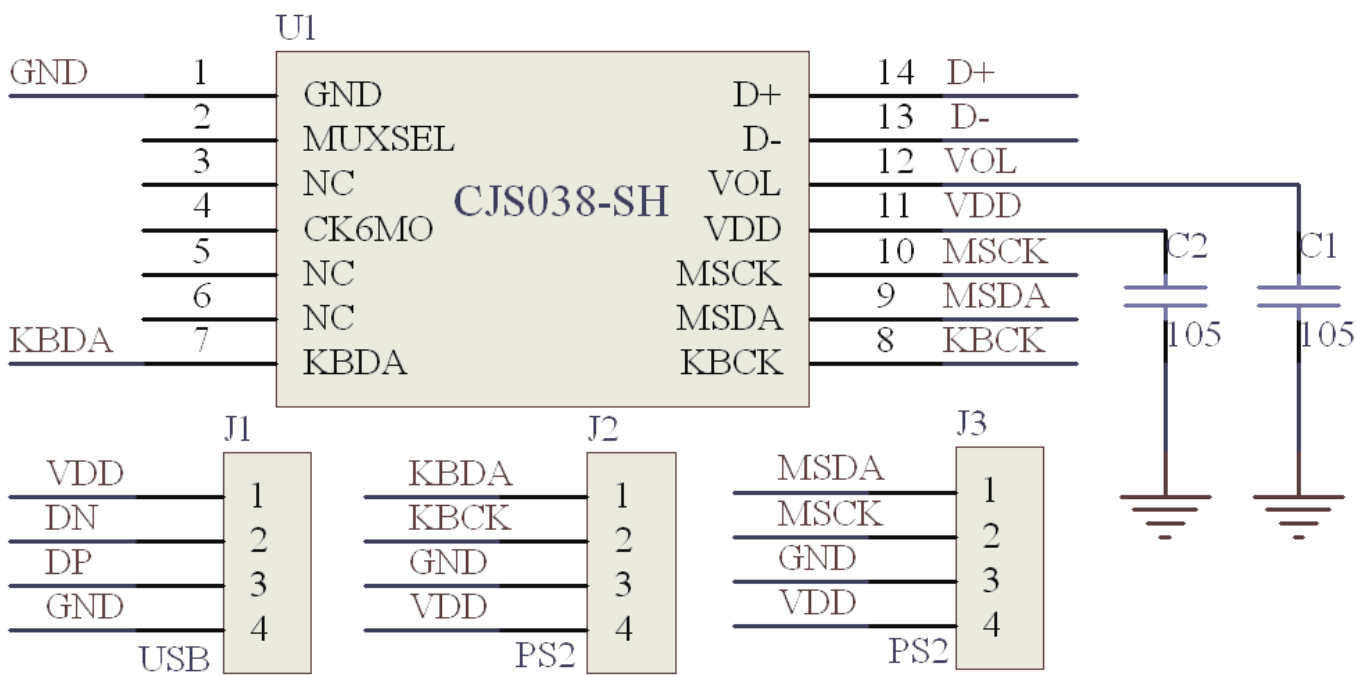 U1
GND 1 GND D+ 14 D+
2 MUXSEL D- 13 D-
3 NC VOL 12 VOL
CJS038-SH
4 CK6MO VDD 11 VDD
5 NC MSCK 10 MSCK C2 C1
6 NC MSDA 9 MSDA
KBDA 7 KBDA KBCK 8 KBCK 105 105
J1
VDD 1
DN 2
DP 3
GND 4
USB
J2
KBDA 1
KBCK 2
GND 3
VDD 4
PS2
J3
MSDA 1
MSCK 2
GND 3
VDD 4
PS2